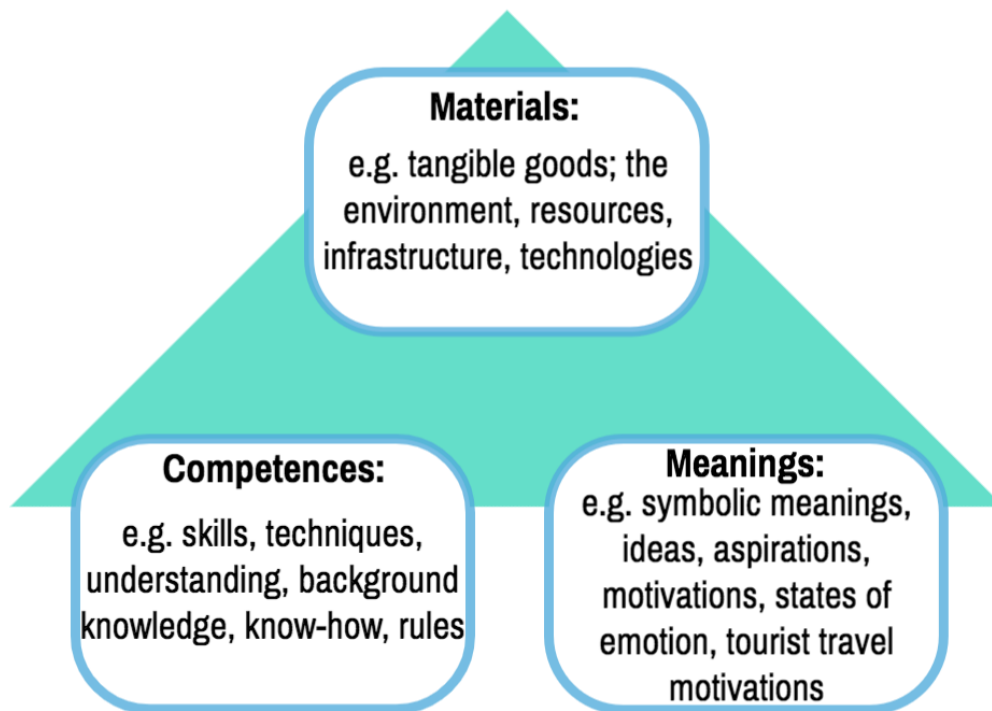 Materials:
e.g. tangible goods; the
environment, resources,
infrastructure, technologies
Competences:
e.g. skills, techniques,
understanding, background
knowledge, know-how, rules
Meanings:
e.g. symbolic meanings,
ideas, aspirations,
motivations, states of
emotion, tourist travel
motivations